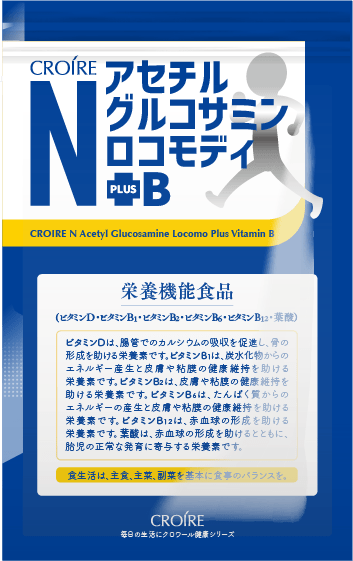 CROIRE
N アセチル
グルコサミン
ロコモディ
PLUS B
CROIRE N Acetyl Glucosamine Locomo Plus Vitamin B
栄養機能食品
(ビタミンD・ビタミンB1・ビタミンB2・ビタミンB6・ビタミンB12・葉酸)
ビタミンDは、腸管でのカルシウムの吸収を促進し、骨の
形成を助ける栄養素です。ビタミンB1は、炭水化物からの
エネルギー産生と皮膚や粘膜の健康維持を助ける
栄養素です。ビタミンB2は、皮膚や粘膜の健康維持を
助ける栄養素です。ビタミンB6は、たんぱく質からの
エネルギーの産生と皮膚や粘膜の健康維持を助ける
栄養素です。ビタミンB12は、赤血球の形成を助ける
栄養素です。葉酸は、赤血球の形成を助けるとともに、
胎児の正常な発育に寄与する栄養素です。
食生活は、主食、主菜、副菜を基本に食事のバランスを。
CROIRE
毎日の生活にクロワール健康シリーズ